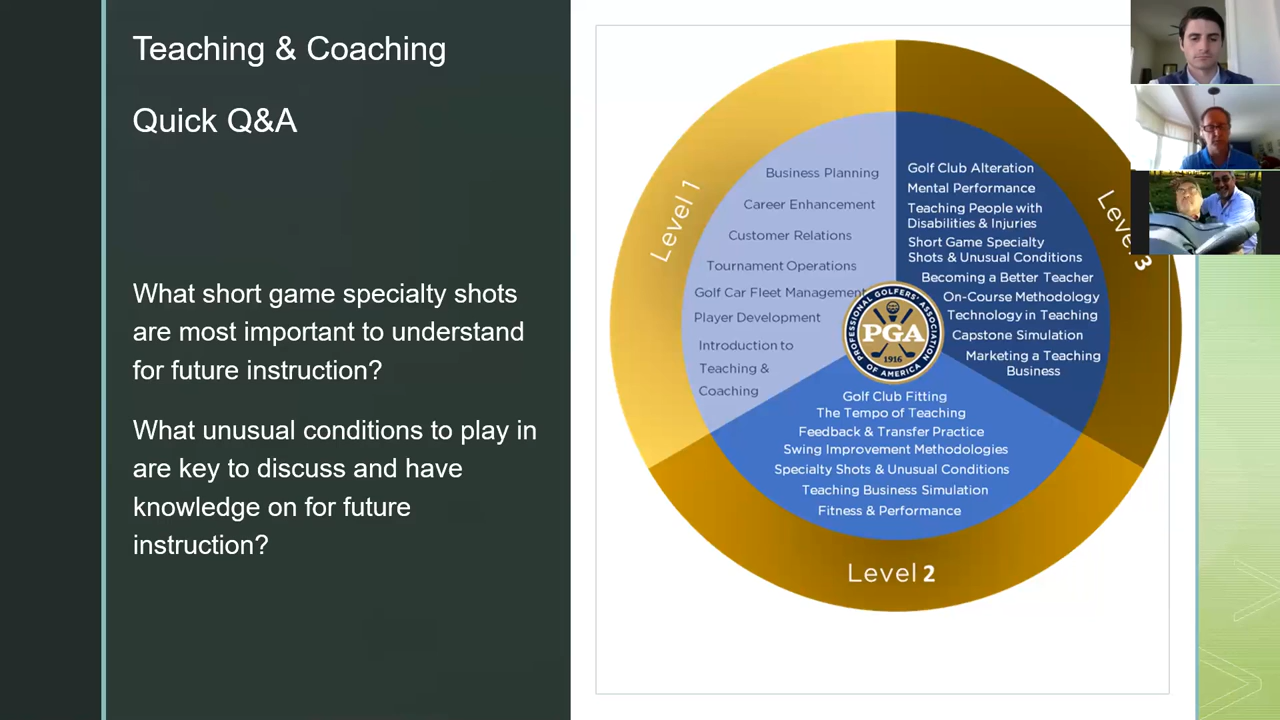 Teaching & Coaching
Quick Q&A
What short game specialty shots
are most important to understand
for future instruction?
What unusual conditions to play in
are key to discuss and have
knowledge on for future
instruction?
Level 1
Business Planning
Career Enhancement
Customer Relations
Tournament Operations
Golf Car Fleet Management
Player Development
Introduction to
Teaching &
Coaching
Level 3
Golf Club Alteration
Mental Performance
Teaching People with
Disabilities & Injuries
Short Game Specialty
Shots & Unusual Conditions
Becoming a Better Teacher
On-Course Methodology
Technology in Teaching
Capstone Simulation
Marketing a Teaching
Business
PROFESSIONAL GOLFERS' ASSOCIATION
PGA
1916
OF AMERICA
Golf Club Fitting
The Tempo of Teaching
Feedback & Transfer Practice
Swing Improvement Methodologies
Specialty Shots & Unusual Conditions
Teaching Business Simulation
Fitness & Performance
Level 2